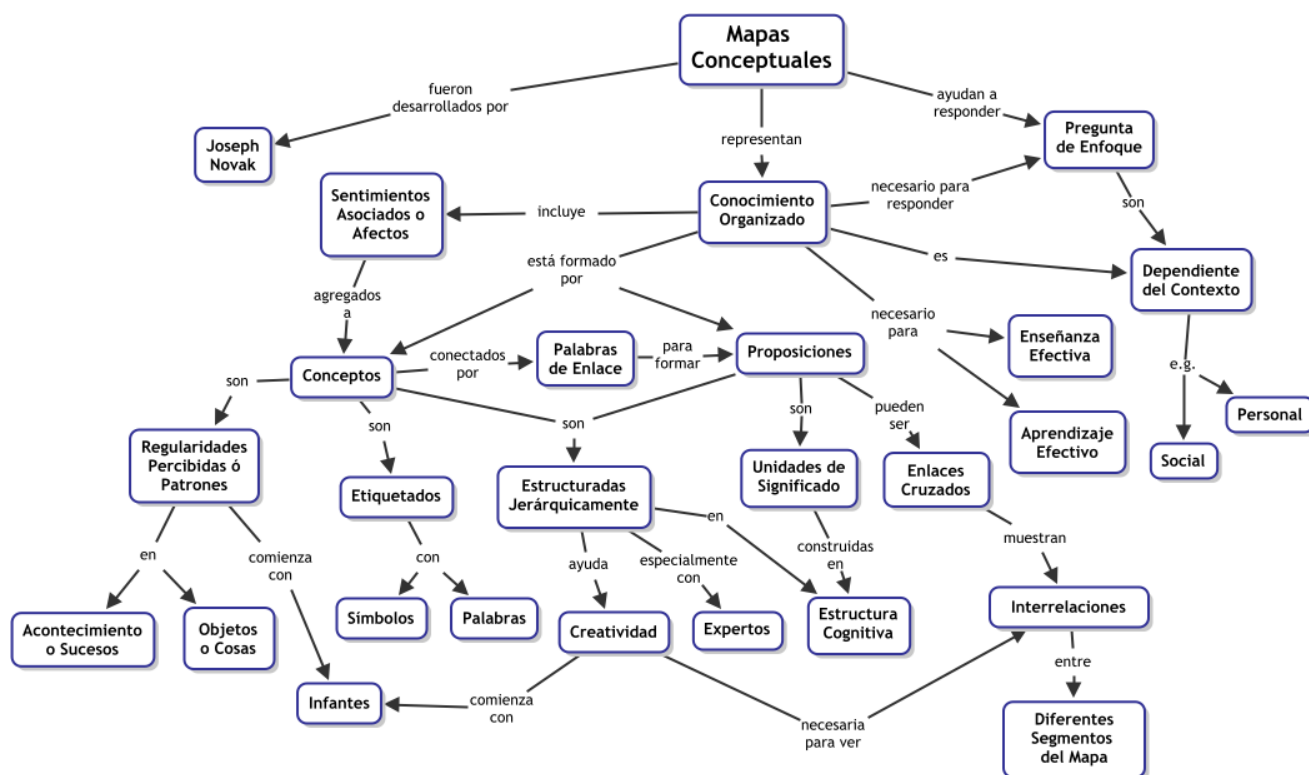 Mapas
Conceptuales
fueron
desarrollados por
ayudan a
responder
Joseph
Novak
representan
Pregunta
de Enfoque
Sentimientos
Asociados o
Afectos
incluye
Conocimiento
Organizado
necesario para
responder
son
está formado
por
es
Dependiente
del Contexto
agregados
a
necesario
para
Enseñanza
Efectiva
Conceptos
conectados
por
Palabras
de Enlace
para
formar
Proposiciones
e.g.
son
Personal
Regularidades
Percibidas ó
Patrones
son
son
son
pueden
ser
Aprendizaje
Efectivo
Social
Etiquetados
Estructuradas
Jerárquicamente
Unidades de
Significado
Enlaces
Cruzados
en
en
comienza
con
con
ayuda
especialmente
con
construidas
en
muestran
Acontecimiento
o Sucesos
Objetos
o Cosas
Símbolos
Palabras
Creatividad
Expertos
Estructura
Cognitiva
Interrelaciones
Infantes
comienza
con
necesaria
para ver
entre
Diferentes
Segmentos
del Mapa